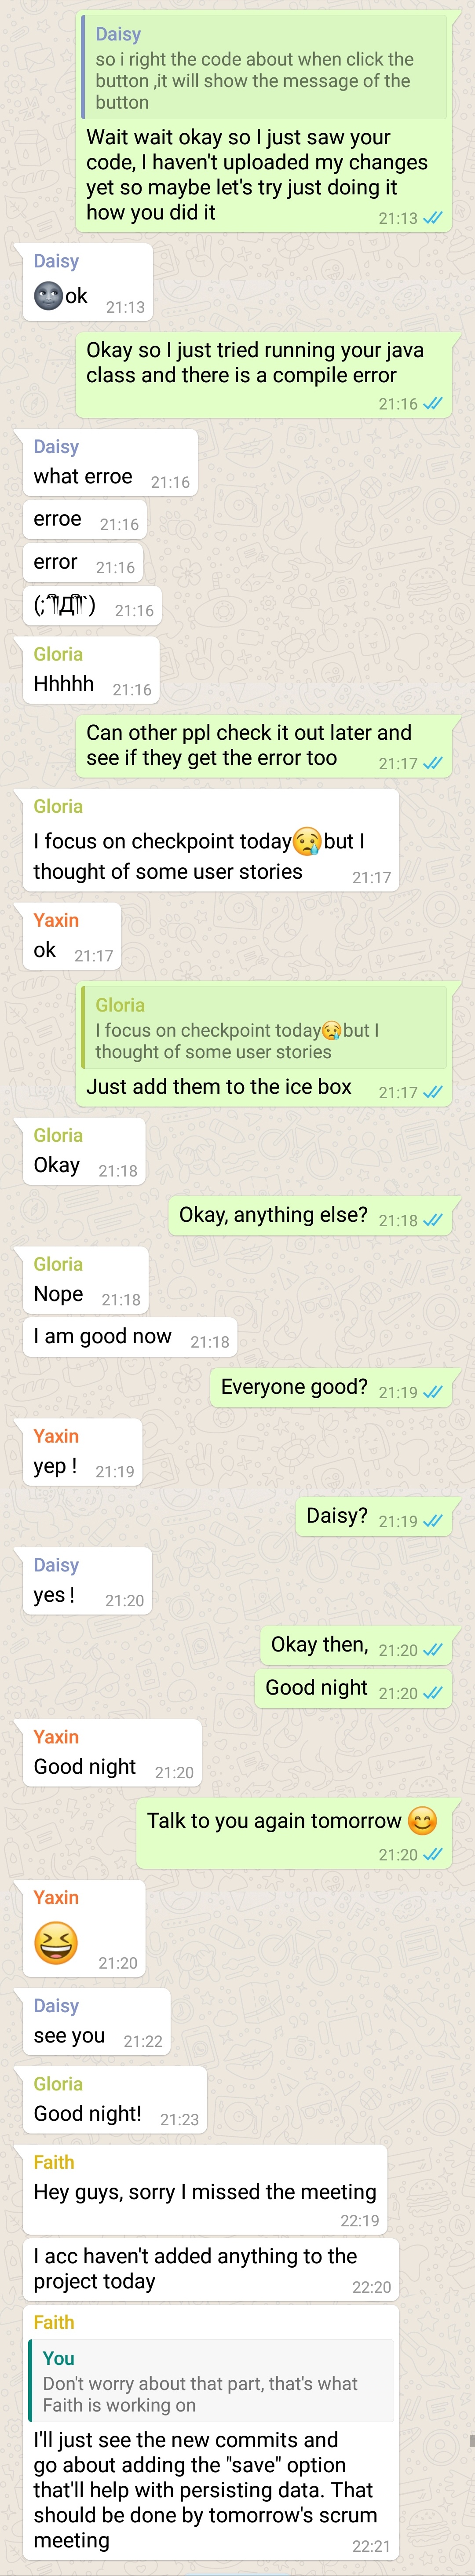 Daisy
so i right the code about when click the
button ,it will show the message of the
button
Wait wait okay so I just saw your
code, I haven't uploaded my changes
yet so maybe let's try just doing it
how you did it
21:13
Daisy
🌚ok 21:13
Okay so I just tried running your java
class and there is a compile error
21:16
Daisy
what erroe 21:16
erroe 21:16
error 21:16
21:16
Gloria
Hhhhh 21:16
Can other ppl check it out later and
see if they get the error too 21:17
Gloria
I focus on checkpoint today😢but I
thought of some user stories 21:17
Yaxin
ok 21:17
Gloria
I focus on checkpoint today😢but I
thought of some user stories
Just add them to the ice box 21:17
Gloria
Okay 21:18
Okay, anything else? 21:18
Gloria
Nope 21:18
I am good now 21:18
Everyone good? 21:19
Yaxin
yep ! 21:19
Daisy? 21:19
Daisy
yes ! 21:20
Okay then, 21:20
Good night 21:20
Yaxin
Good night 21:20
Talk to you again tomorrow 😊
21:20
Yaxin
😆 21:20
Daisy
see you 21:22
Gloria
Good night! 21:23
Faith
Hey guys, sorry I missed the meeting
22:19
I acc haven't added anything to the
project today 22:20
Faith
You
Don't worry about that part, that's what
Faith is working on
I'll just see the new commits and
go about adding the "save" option
that'll help with persisting data. That
should be done by tomorrow's scrum
meeting 22:21